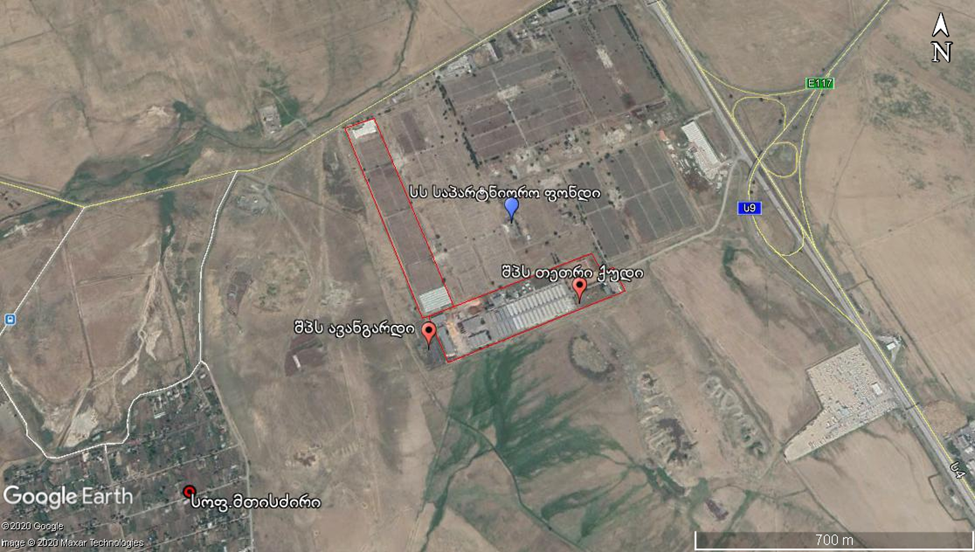 N
E117
სს საპარტნიორო ფონდი
ს9
შპს თეთრი ქუდი
შპს ავანგარდი
ს4
სოფ.მთისძირი
Google Earth
©2020 Google
Image © 2020 Maxar Technologies
700 m